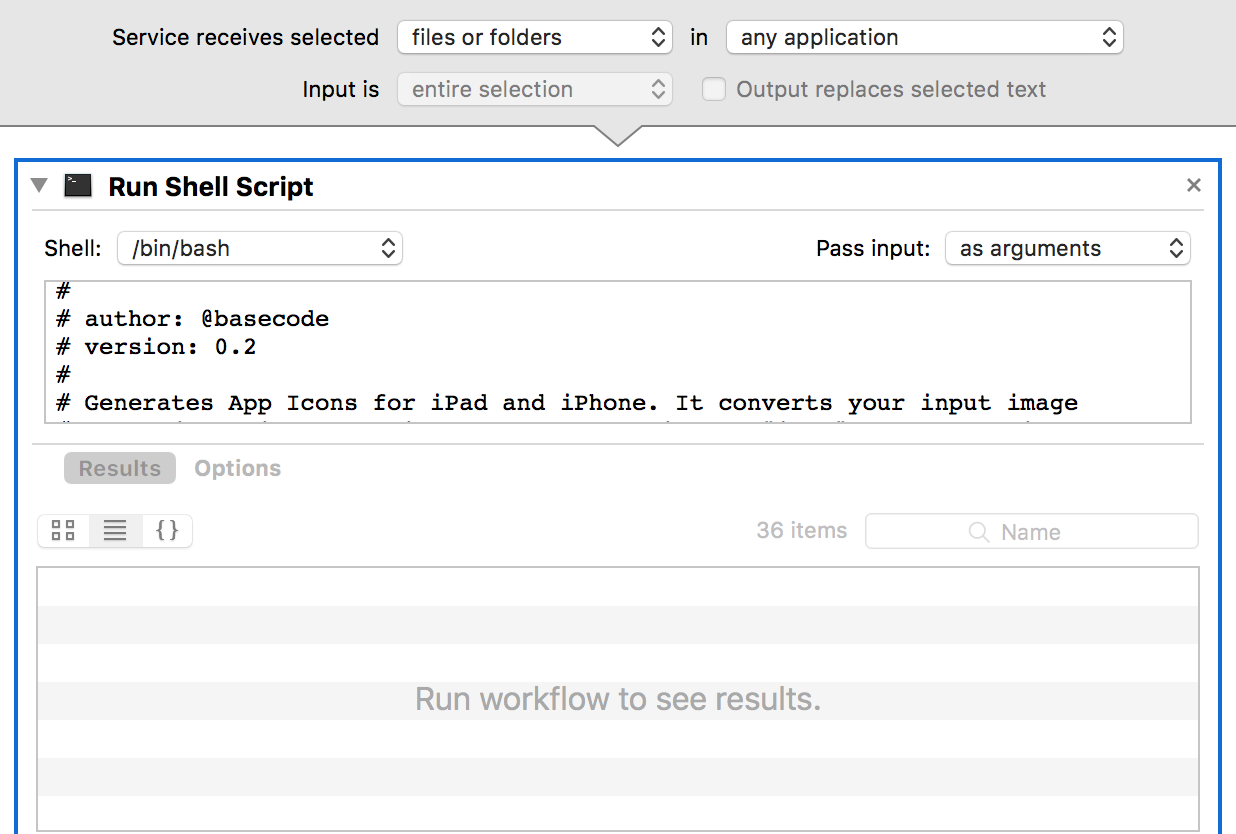 Service receives selected files or folders in any application
Input is entire selection Output replaces selected text
Run Shell Script
Shell: /bin/bash Pass input: as arguments
#
# author: @basecode
# version: 0.2
#
# Generates App Icons for iPad and iPhone. It converts your input image
Results Options
{} 36 items Name
Run workflow to see results.